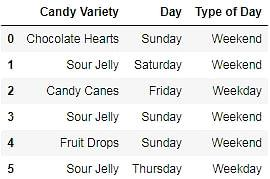 Candy Variety Day Type of Day
0 Chocolate Hearts Sunday Weekend
1 Sour Jelly Saturday Weekend
2 Candy Canes Friday Weekday
3 Sour Jelly Sunday Weekend
4 Fruit Drops Sunday Weekend
5 Sour Jelly Thursday Weekday